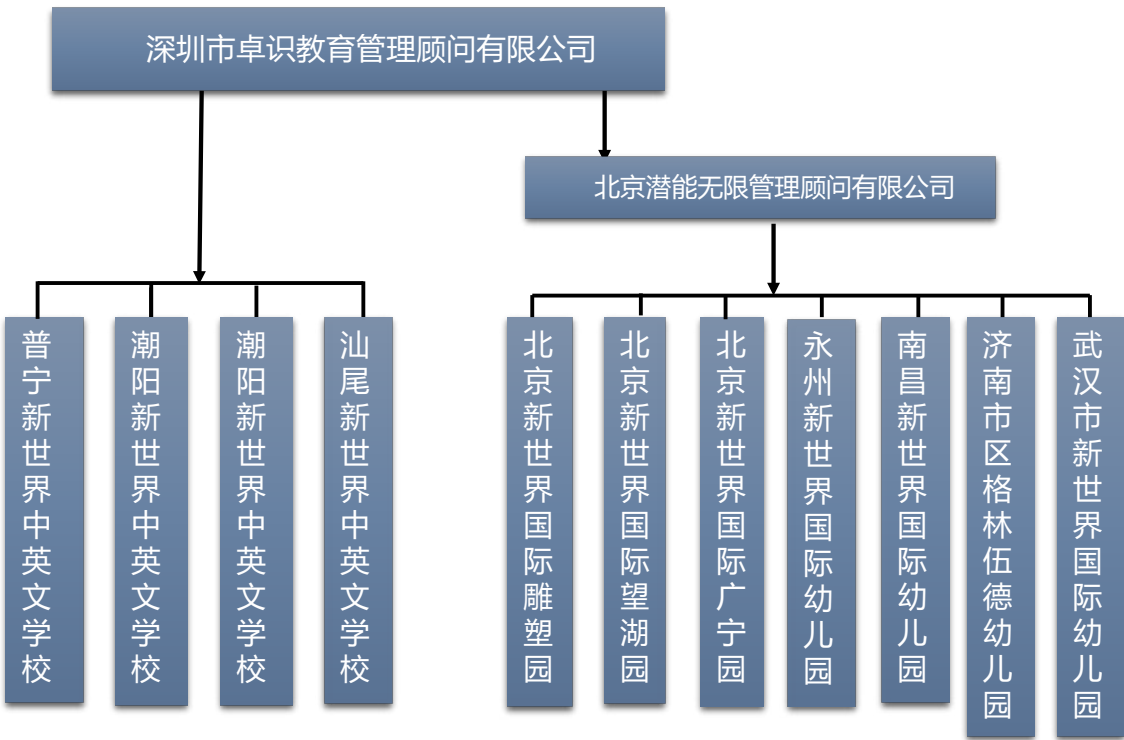 深圳市卓识教育管理顾问有限公司
北京潜能无限管理顾问有限公司
普宁新世界中英文学校
潮阳新世界中英文学校
潮阳新世界中英文学校
汕尾新世界中英文学校
北京新世界国际雕塑园
北京新世界国际望湖园
北京新世界国际广宁园
永州新世界国际幼儿园
南昌新世界国际幼儿园
济南市区格林伍德幼儿园
武汉市新世界国际幼儿园